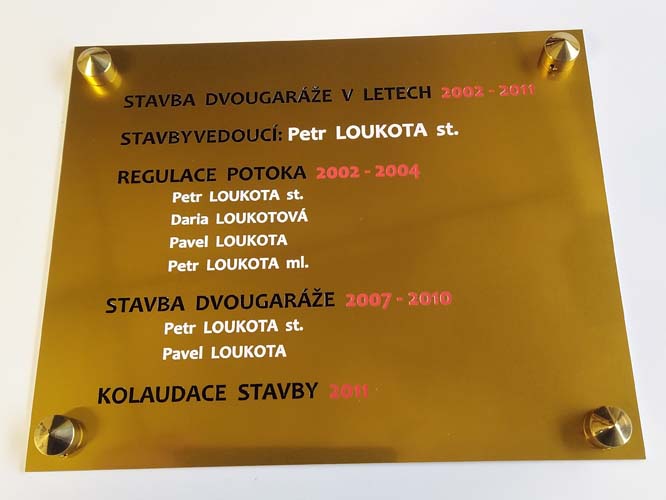 STAVBA DVOUGARÁŽE V LETECH 2002 - 2011
STAVBYVEDOUCÍ: Petr LOUKOTA st.
REGULACE POTOKA 2002 - 2004
Petr LOUKOTA st.
Daria LOUKOTOVÁ
Pavel LOUKOTA
Petr LOUKOTA ml.
STAVBA DVOUGARÁŽE 2007 - 2010
Petr LOUKOTA st.
Pavel LOUKOTA
KOLAUDACE STAVBY 2011